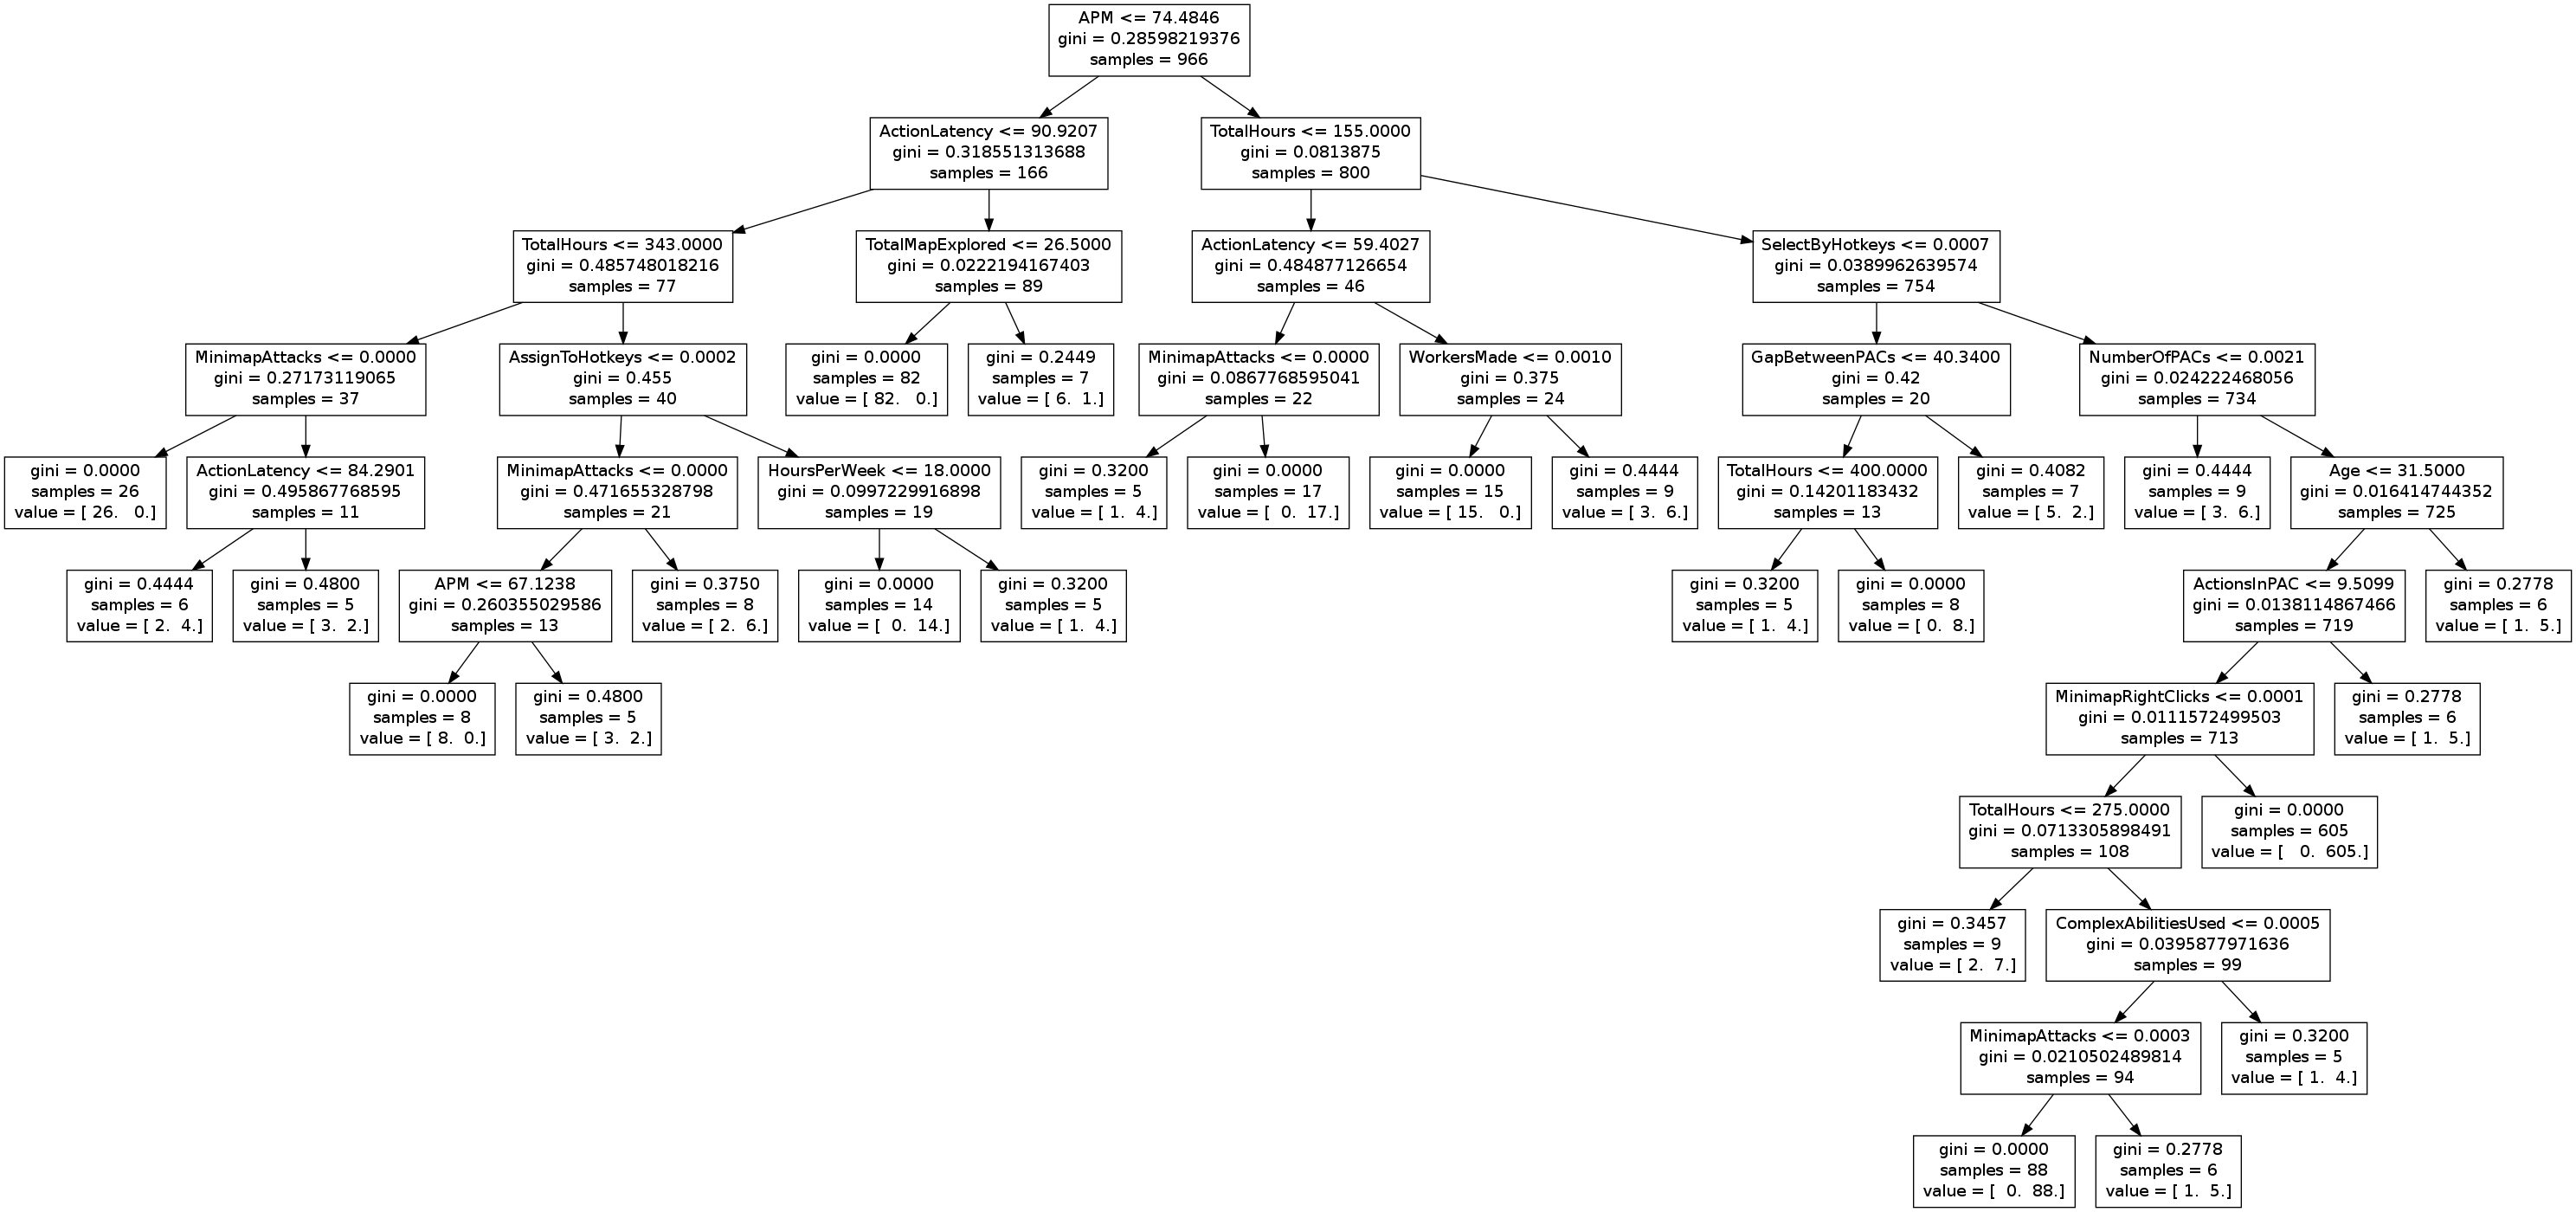 APM <= 74.4846
gini = 0.28598219376
samples = 966
ActionLatency <= 90.9207
gini = 0.318551313688
samples = 166
TotalHours <= 155.0000
gini = 0.0813875
samples = 800
TotalHours <= 343.0000
gini = 0.485748018216
samples = 77
TotalMapExplored <= 26.5000
gini = 0.0222194167403
samples = 89
ActionLatency <= 59.4027
gini = 0.484877126654
samples = 46
SelectByHotkeys <= 0.0007
gini = 0.0389962639574
samples = 754
MinimapAttacks <= 0.0000
gini = 0.27173119065
samples = 37
AssignToHotkeys <= 0.0002
gini = 0.455
samples = 40
gini = 0.0000
samples = 82
value = [ 82.   0.]
gini = 0.2449
samples = 7
value = [ 6.  1.]
MinimapAttacks <= 0.0000
gini = 0.0867768595041
samples = 22
WorkersMade <= 0.0010
gini = 0.375
samples = 24
GapBetweenPACs <= 40.3400
gini = 0.42
samples = 20
NumberOfPACs <= 0.0021
gini = 0.024222468056
samples = 734
gini = 0.0000
samples = 26
value = [ 26.   0.]
ActionLatency <= 84.2901
gini = 0.495867768595
samples = 11
MinimapAttacks <= 0.0000
gini = 0.471655328798
samples = 21
HoursPerWeek <= 18.0000
gini = 0.0997229916898
samples = 19
gini = 0.3200
samples = 5
value = [ 1.  4.]
gini = 0.0000
samples = 17
value = [  0.  17.]
gini = 0.0000
samples = 15
value = [ 15.   0.]
gini = 0.4444
samples = 9
value = [ 3.  6.]
TotalHours <= 400.0000
gini = 0.14201183432
samples = 13
gini = 0.4082
samples = 7
value = [ 5.  2.]
gini = 0.4444
samples = 9
value = [ 3.  6.]
Age <= 31.5000
gini = 0.016414744352
samples = 725
gini = 0.4444
samples = 6
value = [ 2.  4.]
gini = 0.4800
samples = 5
value = [ 3.  2.]
APM <= 67.1238
gini = 0.260355029586
samples = 13
gini = 0.3750
samples = 8
value = [ 2.  6.]
gini = 0.0000
samples = 14
value = [  0.  14.]
gini = 0.3200
samples = 5
value = [ 1.  4.]
gini = 0.3200
samples = 5
value = [ 1.  4.]
gini = 0.0000
samples = 8
value = [ 0.  8.]
ActionsInPAC <= 9.5099
gini = 0.0138114867466
samples = 719
gini = 0.2778
samples = 6
value = [ 1.  5.]
gini = 0.0000
samples = 8
value = [ 8.  0.]
gini = 0.4800
samples = 5
value = [ 3.  2.]
MinimapRightClicks <= 0.0001
gini = 0.0111572499503
samples = 713
gini = 0.2778
samples = 6
value = [ 1.  5.]
TotalHours <= 275.0000
gini = 0.0713305898491
samples = 108
gini = 0.0000
samples = 605
value = [   0.  605.]
gini = 0.3457
samples = 9
value = [ 2.  7.]
ComplexAbilitiesUsed <= 0.0005
gini = 0.0395877971636
samples = 99
MinimapAttacks <= 0.0003
gini = 0.0210502489814
samples = 94
gini = 0.3200
samples = 5
value = [ 1.  4.]
gini = 0.0000
samples = 88
value = [  0.  88.]
gini = 0.2778
samples = 6
value = [ 1.  5.]